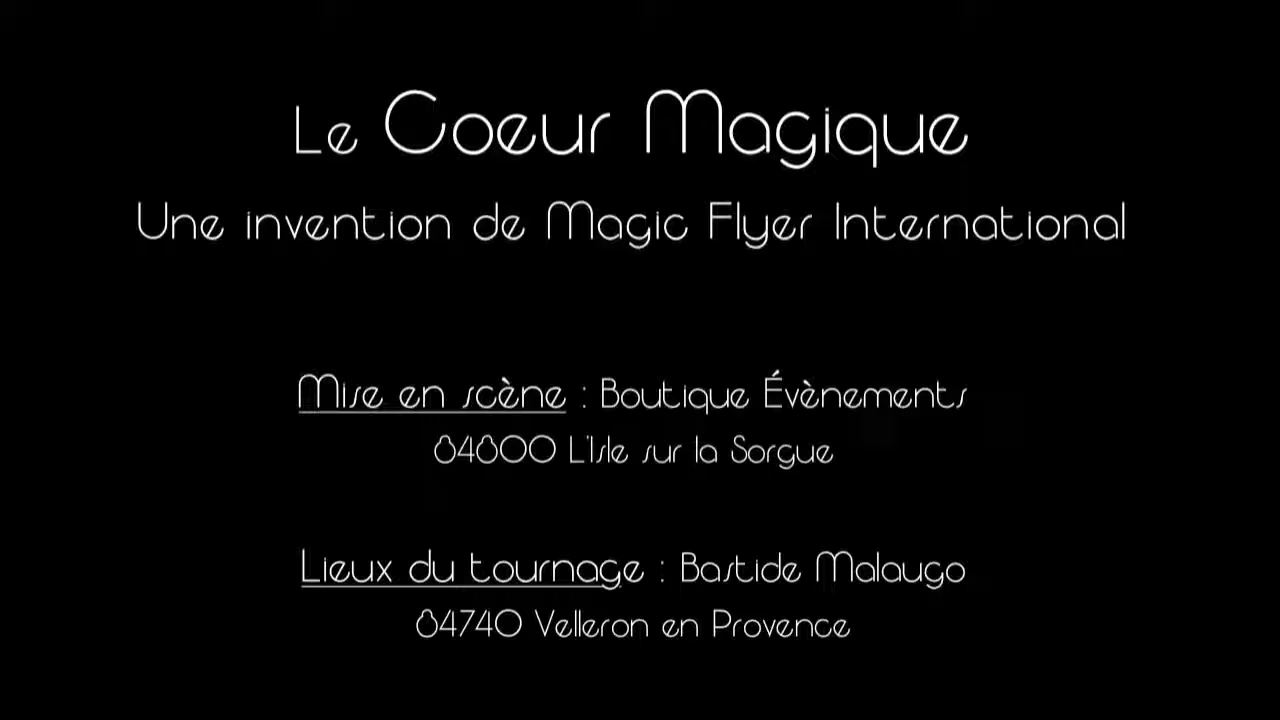 Le Coeur Magique
Une invention de Magic Flyer International
Mise en scène : Boutique Évènements
84800 L'Isle sur la Sorgue
Lieux du tournage : Bastide Malaugo
84740 Velleron en Provence